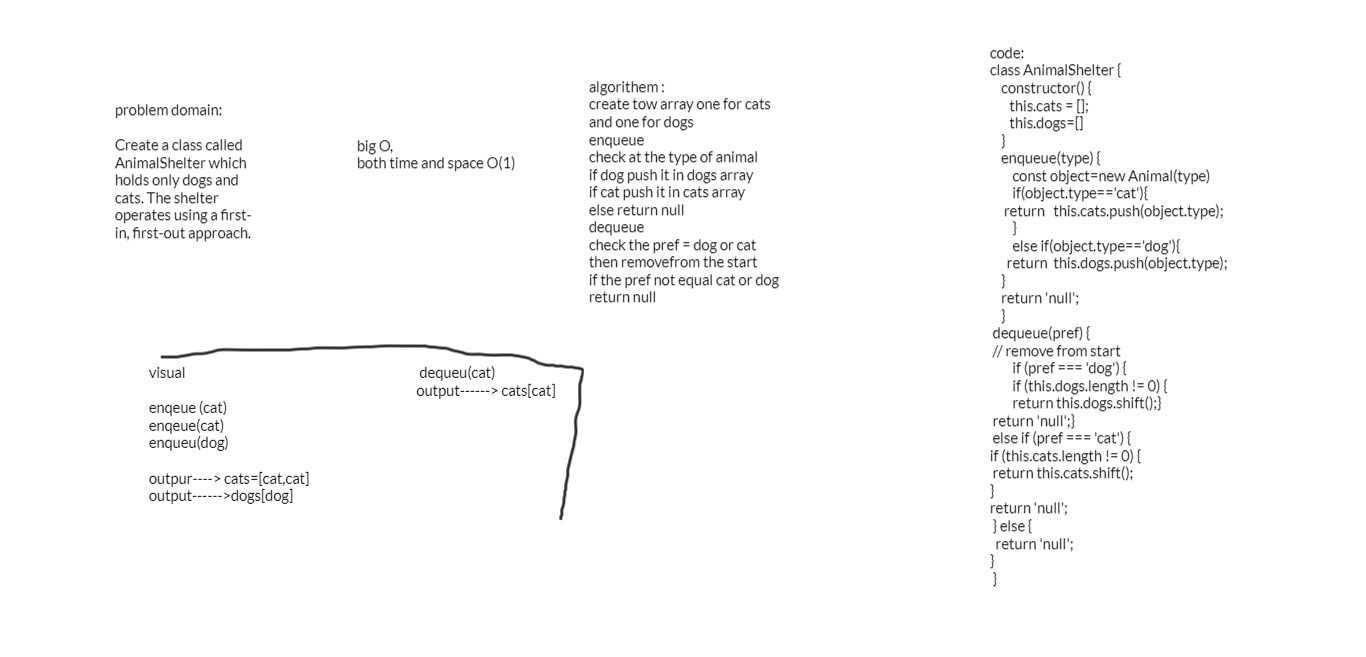 problem domain:
Create a class called
AnimalShelter which
holds only dogs and
cats. The shelter
operates using a first-
in, first-out approach.
big O,
both time and space O(1)
algorithem :
create tow array one for cats
and one for dogs
enqueue
check at the type of animal
if dog push it in dogs array
if cat push it in cats array
else return null
dequeue
check the pref = dog or cat
then removefrom the start
if the pref not equal cat or dog
return null
visual
enqeue (cat)
enqeue(cat)
enqueu(dog)
outpur----> cats=[cat,cat]
output------>dogs[dog]
dequeu(cat)
output------> cats[cat]
code:
class AnimalShelter {
constructor() {
this.cats = [];
this.dogs=[]
}
enqueue(type) {
const object=new Animal(type)
if(object.type=='cat'){
return this.cats.push(object.type);
}
else if(object.type=='dog'){
return this.dogs.push(object.type);
}
return 'null';
}
dequeue(pref) {
// remove from start
if (pref === 'dog') {
if (this.dogs.length != 0) {
return this.dogs.shift();}
return 'null';}
else if (pref === 'cat') {
if (this.cats.length != 0) {
return this.cats.shift();
}
return 'null';
} else {
return 'null';
}
}